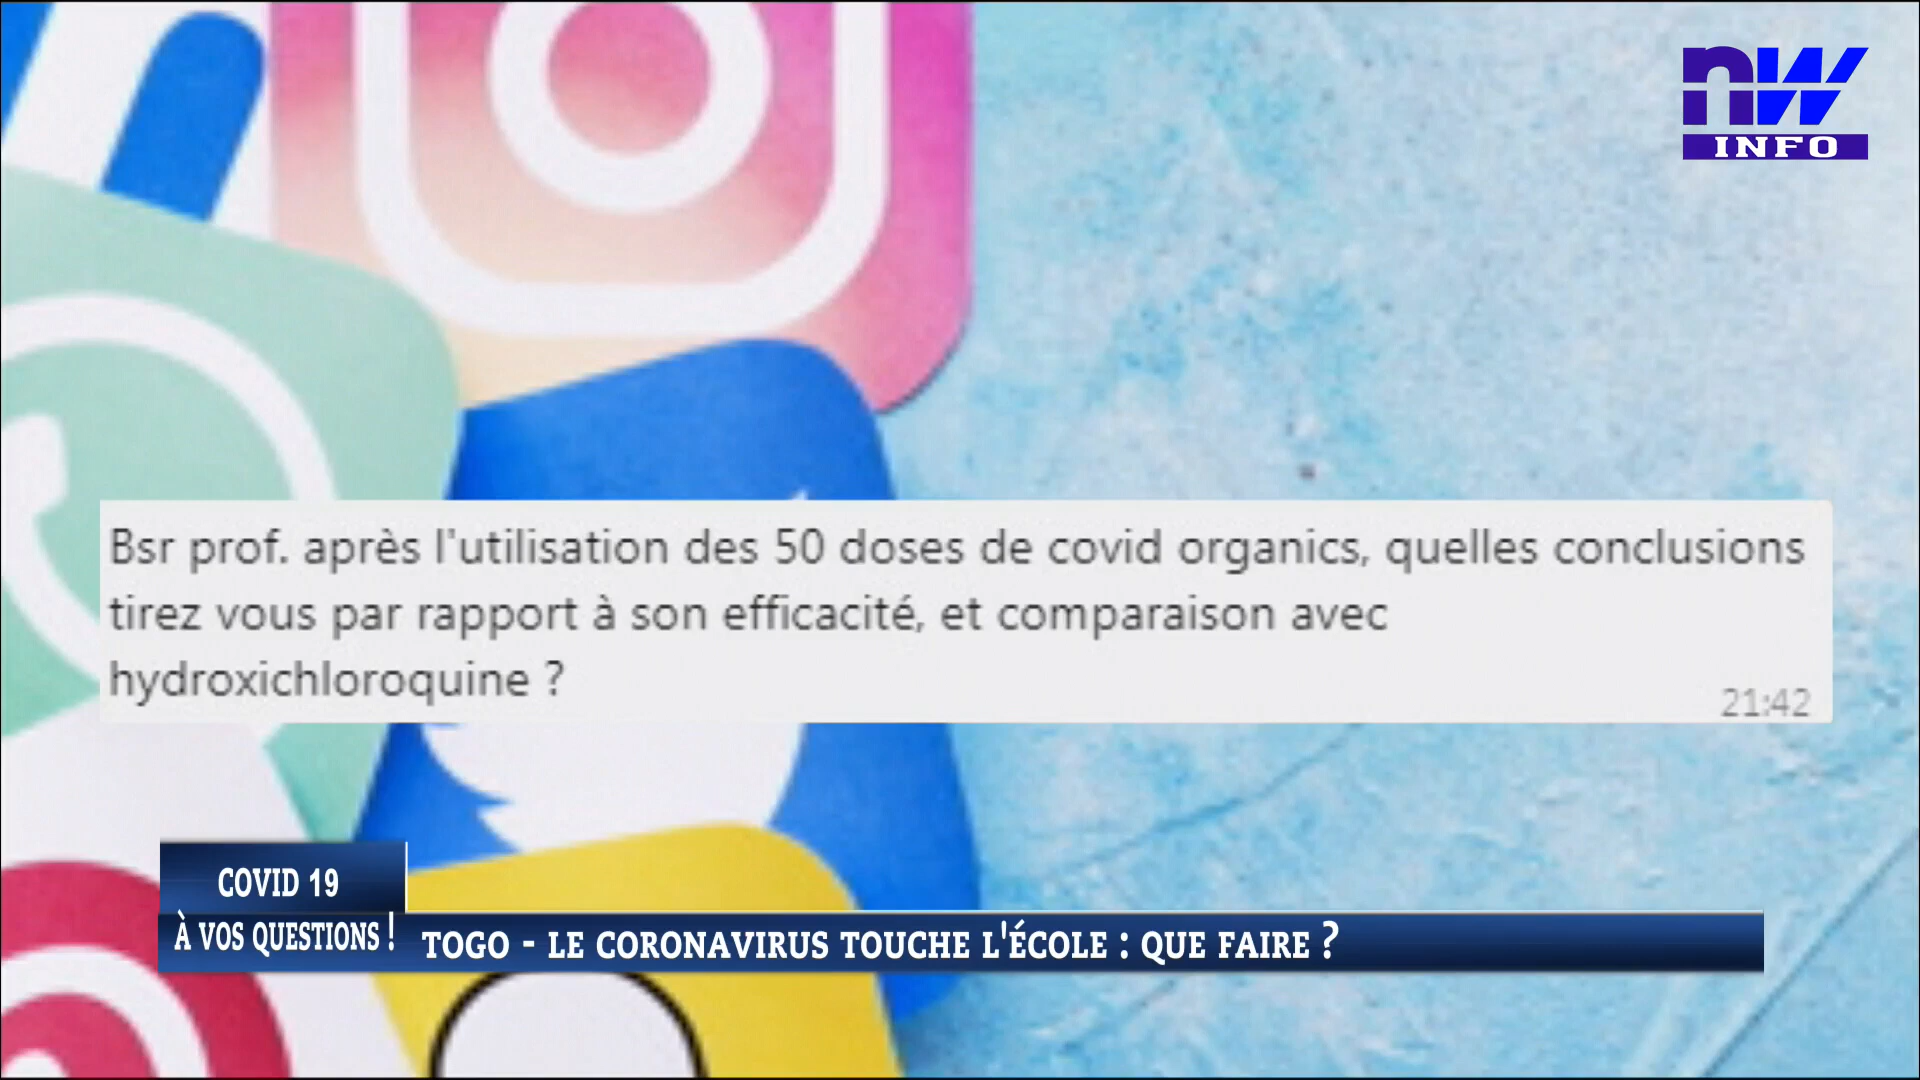 nw
INFO
Bsr prof. après l'utilisation des 50 doses de covid organics, quelles conclusions
tirez vous par rapport à son efficacité, et comparaison avec
hydroxichloroquine ?
21:42
COVID 19
À VOS QUESTIONS !
TOGO - LE CORONAVIRUS TOUCHE L'ÉCOLE : QUE FAIRE ?